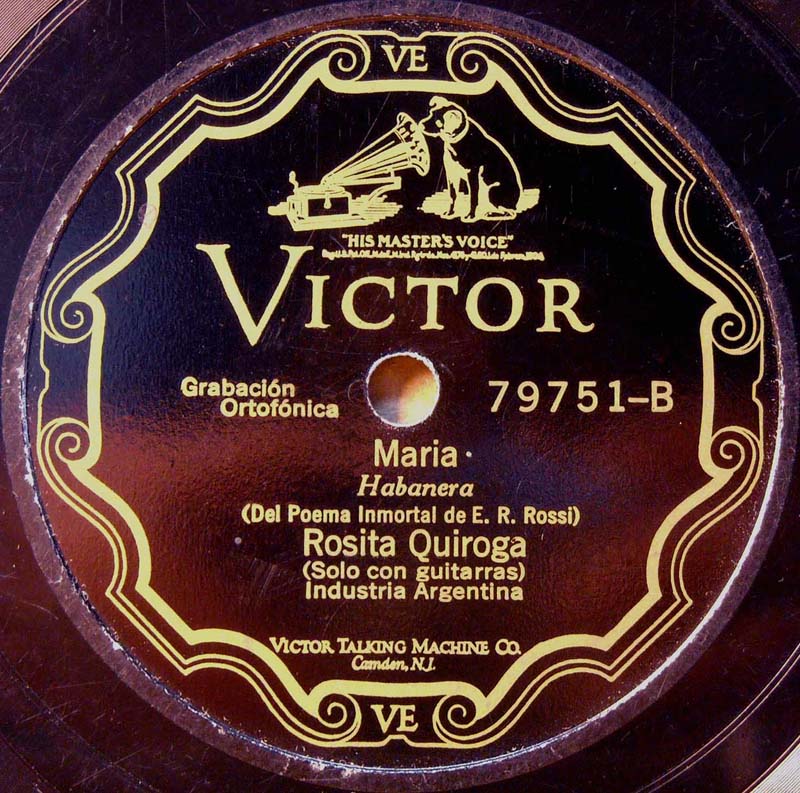 VE
"HIS MASTER'S VOICE"
VICTOR
Grabación
Ortofónica
79751-B
Maria
Habanera
(Del Poema Inmortal de E. R. Rossi)
Rosita Quiroga
(Solo con guitarras)
Industria Argentina
VICTOR TALKING MACHINE CO.
Camden, N.J.
VE